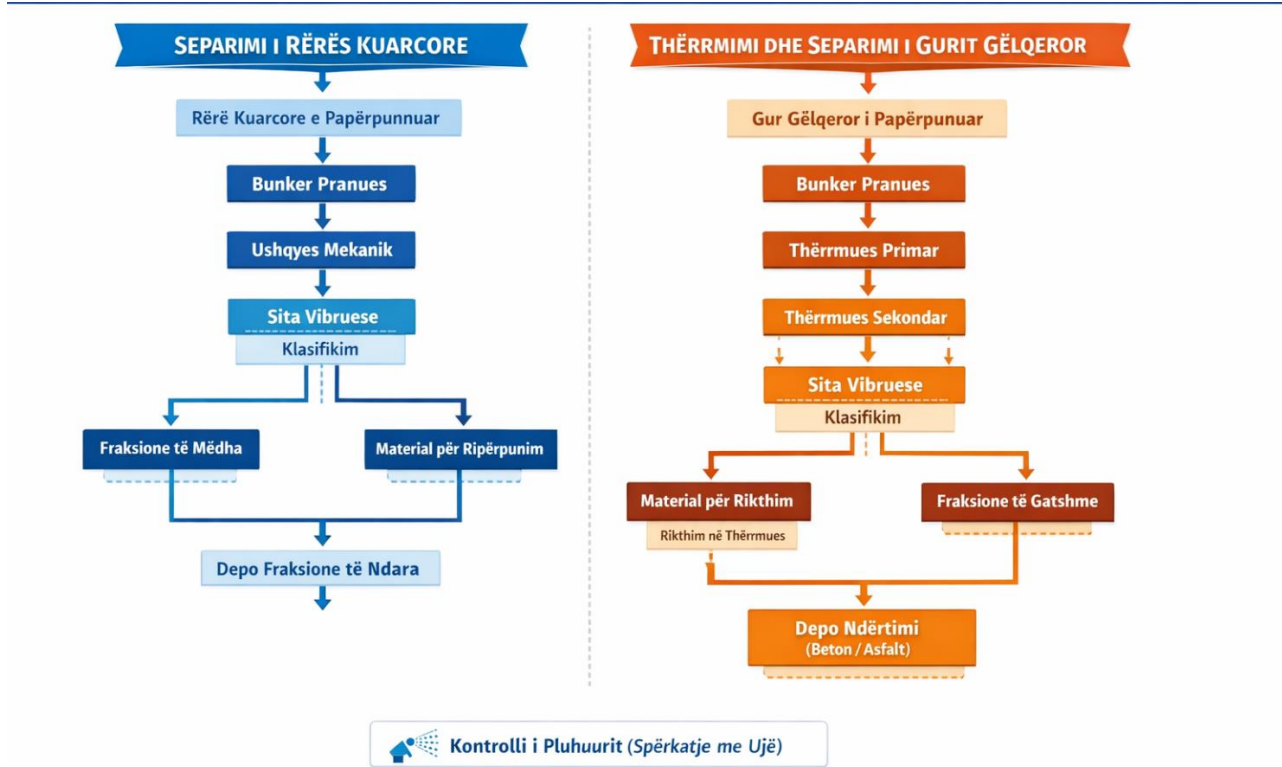 SEPARIMI I RËRËS KUARCORE
Rërë Kuarcore e Papërpunnuar
Bunker Pranues
Ushqyes Mekanik
Sita Vibruese
Klasifikim
Fraksione të Mëdha
Material për Ripërpunim
Depo Fraksione të Ndara
THËRRMIMI DHE SEPARIMI I GURIT GËLQEROR
Gur Gëlqeror i Papërpunuar
Bunker Pranues
Thërrmues Primar
Thërrmues Sekondar
Sita Vibruese
Klasifikim
Material për Rikthim
Rikthim në Thërrmues
Fraksione të Gatshme
Depo Ndërtimi
(Beton / Asfalt)
Kontrolli i Pluhuurit (Spërkatje me Ujë)